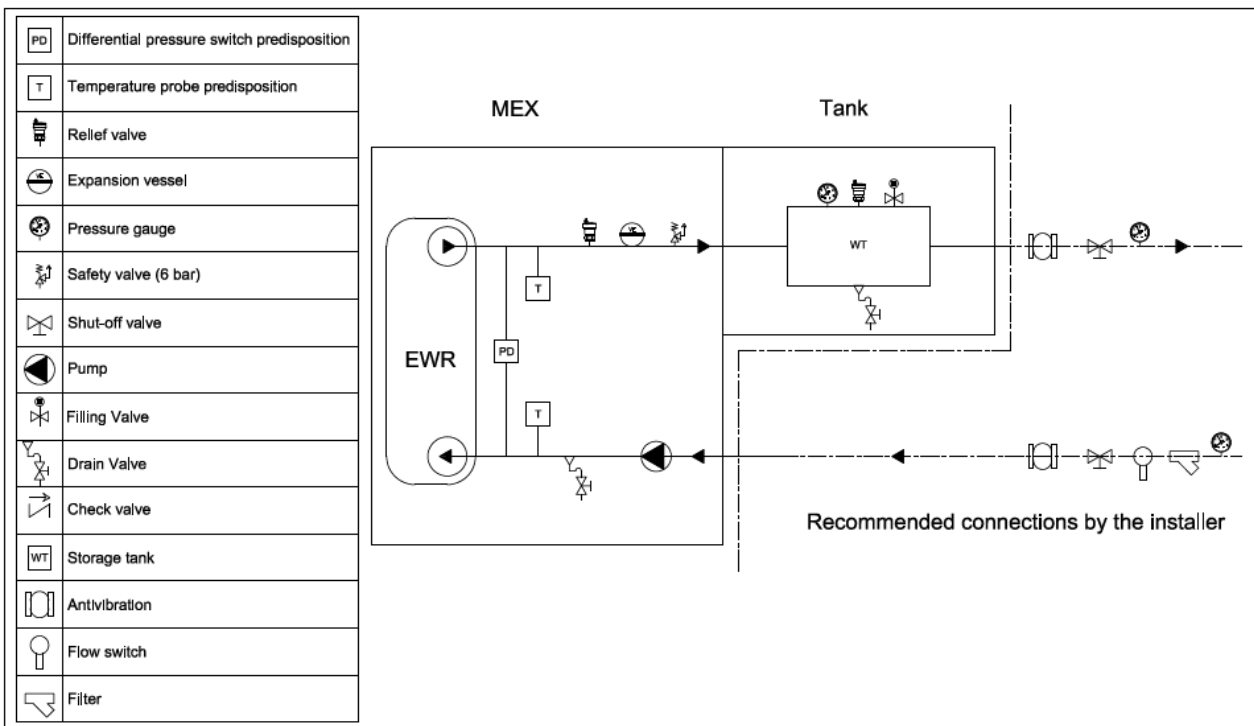 PD Differential pressure switch predisposition
T Temperature probe predisposition
Relief valve
Expansion vessel
Pressure gauge
Safety valve (6 bar)
Shut-off valve
Pump
Filling Valve
Drain Valve
Check valve
WT Storage tank
Antivibration
Flow switch
Filter
MEX
Tank
WT
T
PD
EWR
T
Recommended connections by the installer